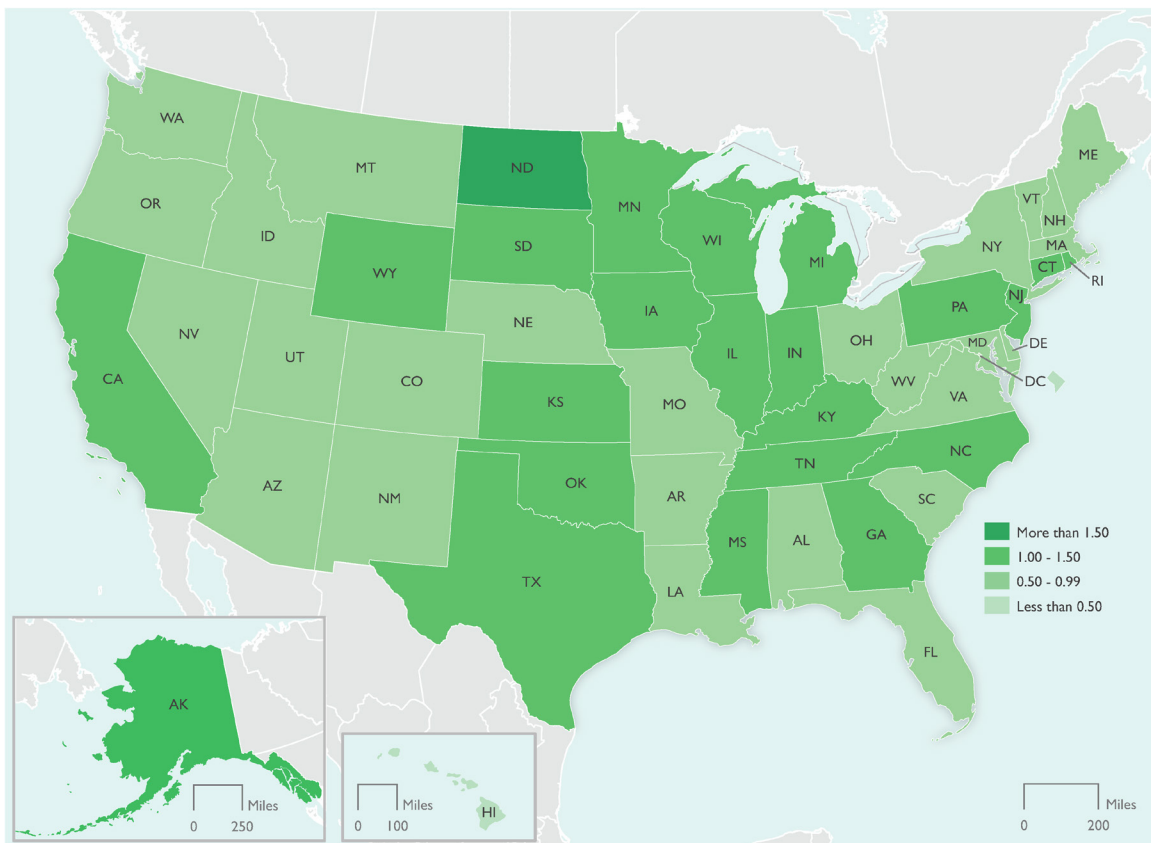 WA
MT
ND
ME
OR
ID
MN
VT
NH
SD
WI
NY
MA
WY
MI
CT
RI
NE
IA
PA
NJ
NV
UT
CO
IL
IN
OH
MD
DE
CA
WV
VA
DC
KS
MO
KY
AZ
NM
OK
AR
TN
NC
SC
MS
AL
GA
TX
LA
FL
More than 1.50
1.00 - 1.50
0.50 - 0.99
Less than 0.50
AK
Miles
0 250
HI
Miles
0 100
Miles
0 200